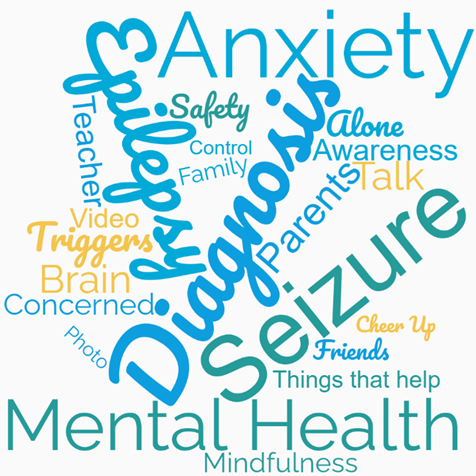 Anxiety
Epilepsy
Safety
Teacher
Diagnosis
Alone
Control
Awareness
Family
Talk
Parents
Video
Triggers
Seizure
Brain
Concerned
Cheer Up
Photo
Friends
Things that help
Mental Health
Mindfulness